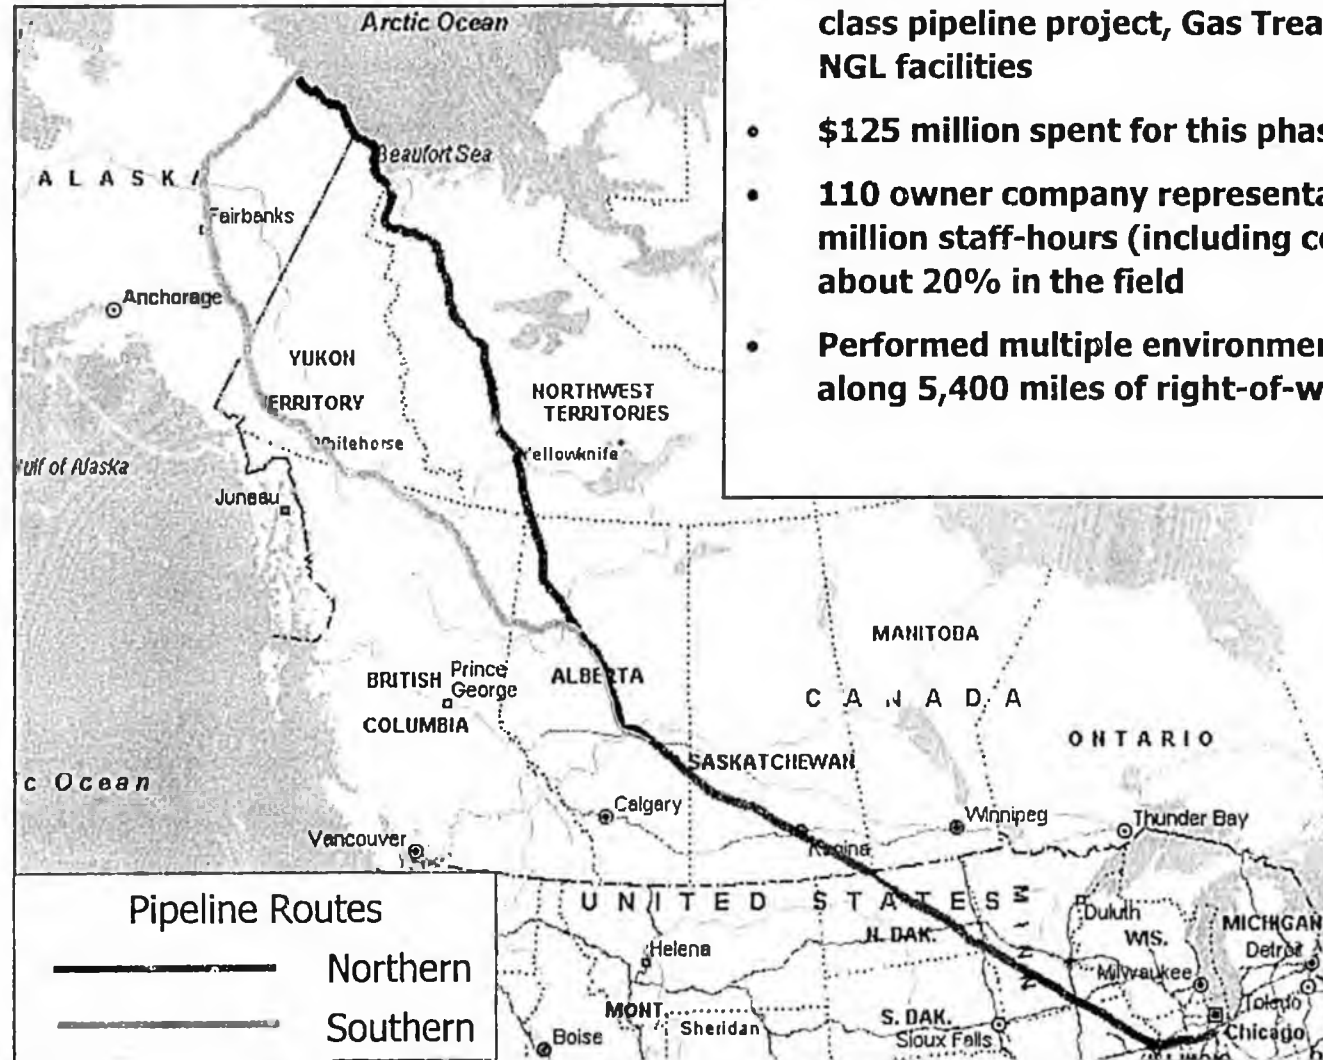 Arctic Ocean
class pipeline project, Gas Trea
NGL facilities
• $125 million spent for this phas
• 110 owner company representa
million staff-hours (including co
about 20% in the field
• Performed multiple environmen
along 5,400 miles of right-of-w
Beaufort Sea
ALASKA
Fairbanks
Anchorage
YUKON
TERRITORY
NORTHWEST
TERRITORIES
Whitehorse
Yellowknife
ulf of Alaska
Juneau
MANITOBA
BRITISH
COLUMBIA
Prince
George
ALBERTA
CANADA
ONTARIO
SASKATCHEWAN
c Ocean
Calgary
Winnipeg
Thunder Bay
Vancouver
Regina
UNITED STATES
MINN
Duluth
MICHIGAN
WIS.
N. DAK.
Helena
Detroit
Milwaukee
MONT.
Sheridan
S. DAK.
Toledo
Chicago
Sioux Falls
Boise
Pipeline Routes
Northern
Southern